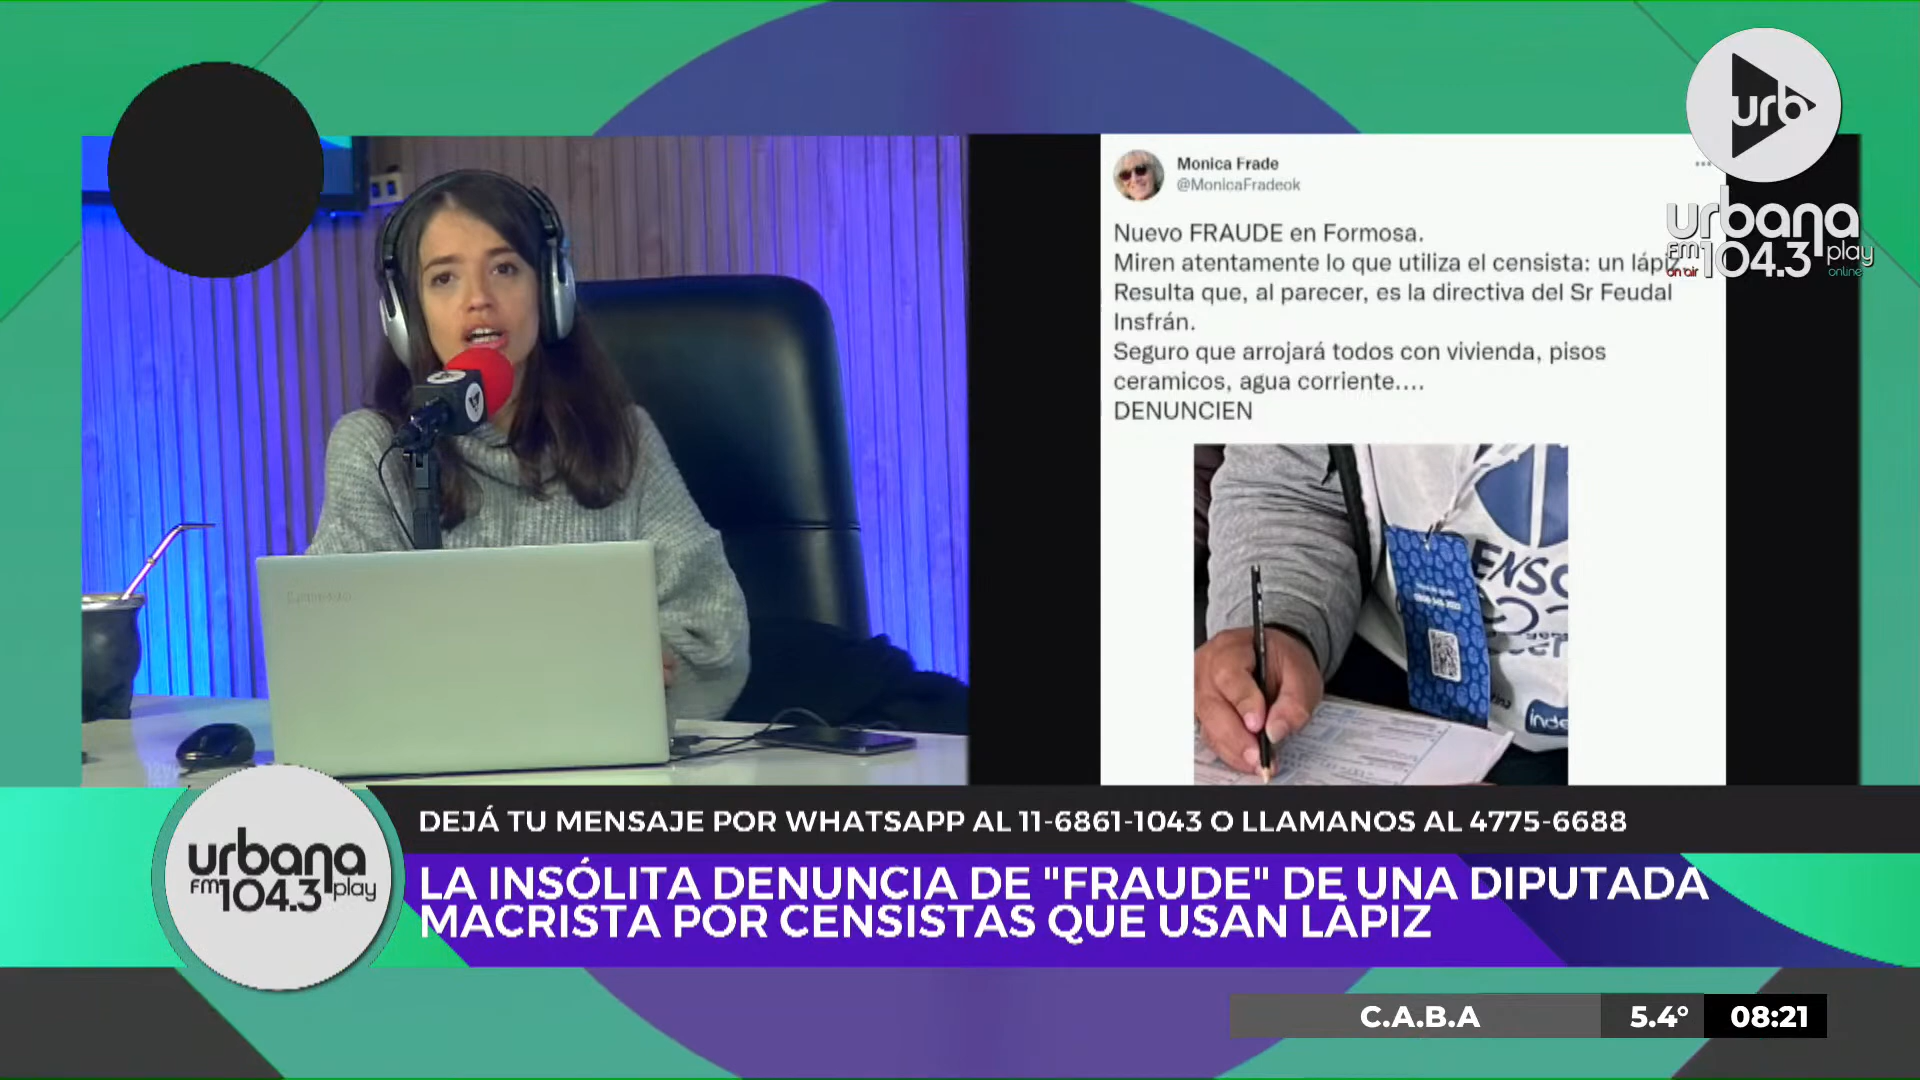 urb
urbana
FM 104.3 play
on air online
Monica Frade
@MonicaFradeok
Nuevo FRAUDE en Formosa.
Miren atentamente lo que utiliza el censista: un lápiz
Resulta que, al parecer, es la directiva del Sr Feudal
Insfrán.
Seguro que arrojará todos con vivienda, pisos
ceramicos, agua corriente....
DENUNCIEN
ENSO
inde
DEJÁ TU MENSAJE POR WHATSAPP AL 11-6861-1043 O LLAMANOS AL 4775-6688
urbana
FM 104.3 play
LA INSÓLITA DENUNCIA DE "FRAUDE" DE UNA DIPUTADA
MACRISTA POR CENSISTAS QUE USAN LÁPIZ
C.A.B.A 5.4° 08:21